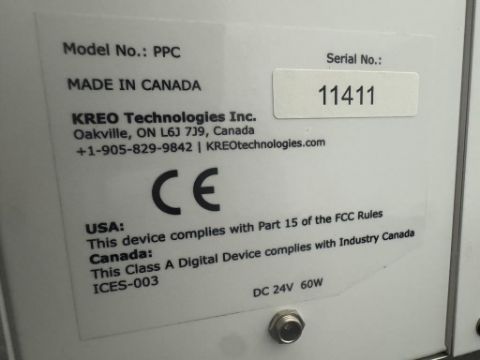 Model No.: PPC
Serial No.:
MADE IN CANADA
11411
KREO Technologies Inc.
Oakville, ON L6J 7J9, Canada
+1-905-829-9842 | KREOtechnologies.com
CE
USA:
This device complies with Part 15 of the FCC Rules
Canada:
This Class A Digital Device complies with Industry Canada
ICES-003
DC 24V 60W